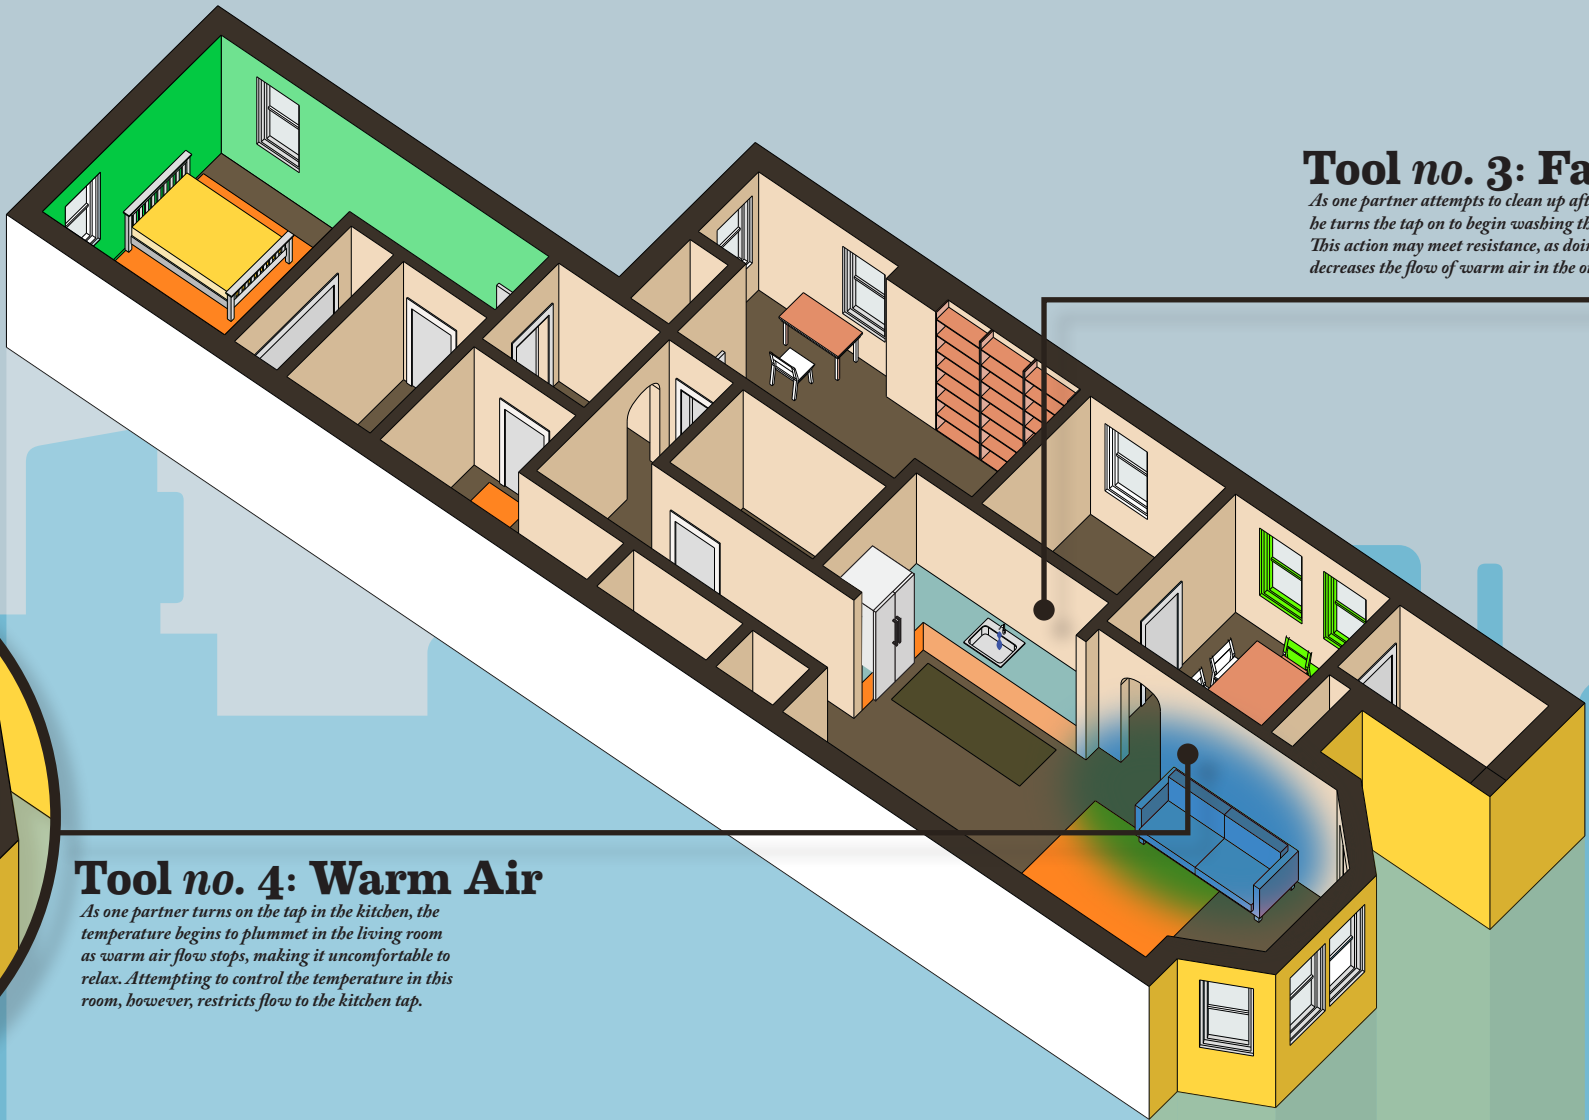 Tool no. 3: Fa
As one partner attempts to clean up aft
he turns the tap on to begin washing th
This action may meet resistance, as doin
decreases the flow of warm air in the o
Tool no. 4: Warm Air
As one partner turns on the tap in the kitchen, the
temperature begins to plummet in the living room
as warm air flow stops, making it uncomfortable to
relax. Attempting to control the temperature in this
room, however, restricts flow to the kitchen tap.